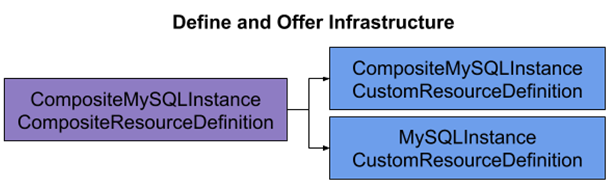 Define and Offer Infrastructure
CompositeMySQLInstance
CompositeResourceDefinition
CompositeMySQLInstance
CustomResourceDefinition
MySQLInstance
CustomResourceDefinition